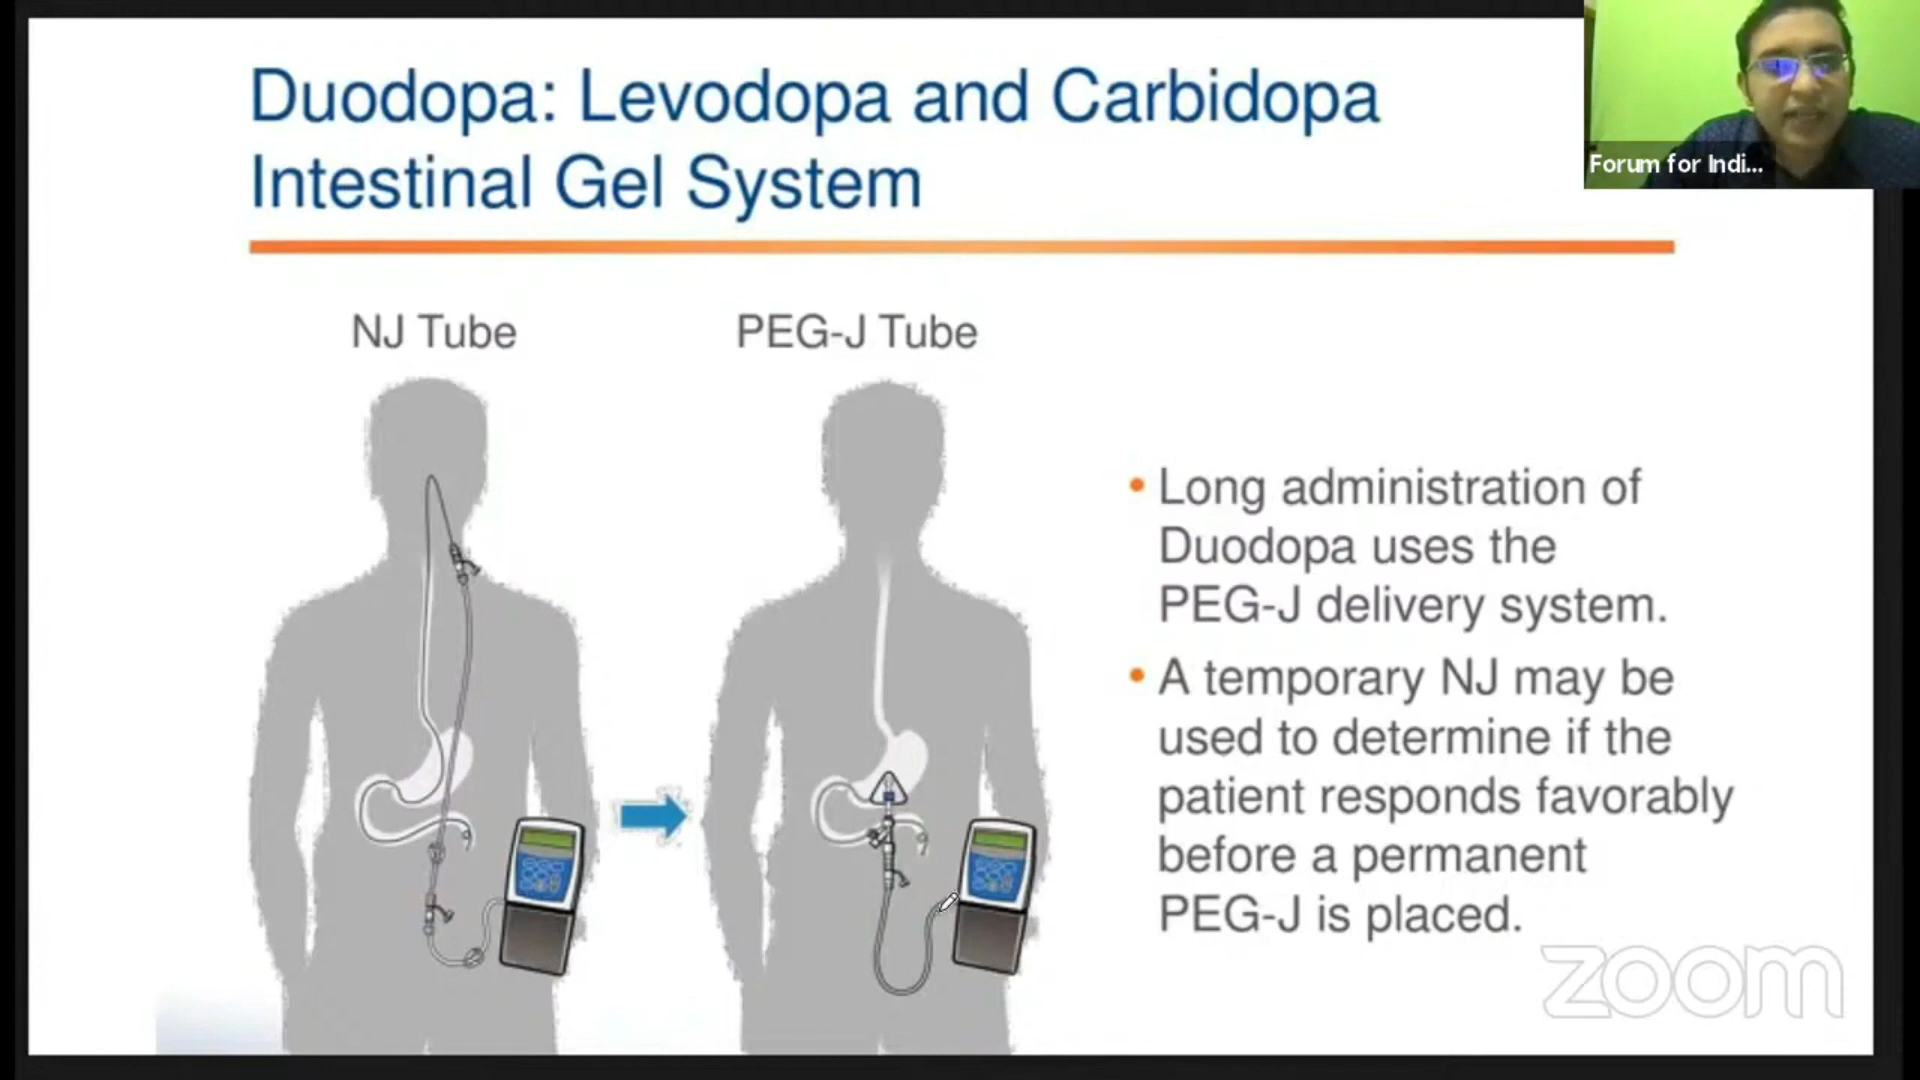 Duodopa: Levodopa and Carbidopa
Intestinal Gel System
Forum for Indi...
NJ Tube
PEG-J Tube
• Long administration of
Duodopa uses the
PEG-J delivery system.
• A temporary NJ may be
used to determine if the
patient responds favorably
before a permanent
PEG-J is placed.
zoom